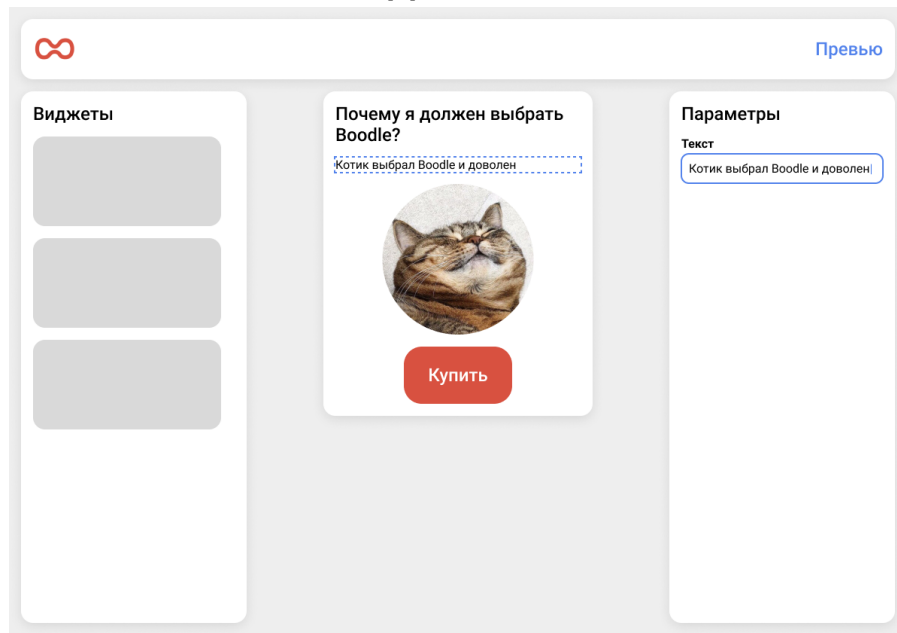 Превью
Виджеты
Почему я должен выбрать
Boodle?
Котик выбрал Boodle и доволен
Купить
Параметры
Текст
Котик выбрал Boodle и доволен